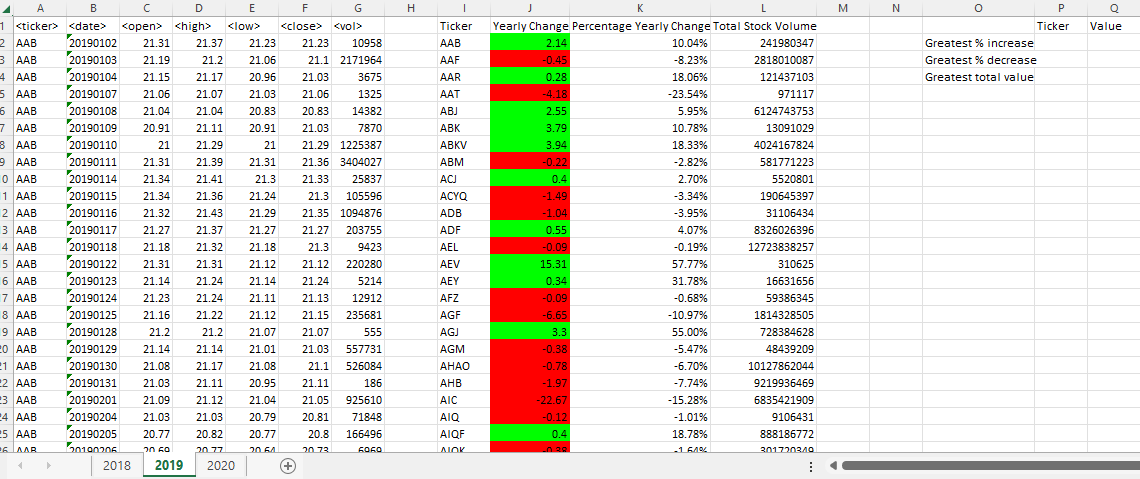 A B C D E F G H I J K L M N O P Q
1 <ticker> <date> <open> <high> <low> <close> <vol> Ticker Yearly Change Percentage Yearly Change Total Stock Volume Ticker Value
2 AAB 20190102 21.31 21.37 21.23 21.23 10958 AAB 2.14 10.04% 241980347 Greatest % increase
3 AAB 20190103 21.19 21.2 21.06 21.1 2171964 AAF -0.45 -8.23% 2818010087 Greatest % decrease
4 AAB 20190104 21.15 21.17 20.96 21.03 3675 AAR 0.28 18.06% 121437103 Greatest total value
5 AAB 20190107 21.06 21.07 21.03 21.06 1325 AAT -4.18 -23.54% 971117
6 AAB 20190108 21.04 21.04 20.83 20.83 14382 ABJ 2.55 5.95% 6124743753
7 AAB 20190109 20.91 21.11 20.91 21.03 7870 ABK 3.79 10.78% 13091029
8 AAB 20190110 21 21.29 21 21.29 1225387 ABKV 3.94 18.33% 4024167824
9 AAB 20190111 21.31 21.39 21.31 21.36 3404027 ABM -0.22 -2.82% 581771223
10 AAB 20190114 21.34 21.41 21.3 21.33 25837 ACJ 0.4 2.70% 5520801
11 AAB 20190115 21.34 21.36 21.24 21.3 105596 ACYQ -1.49 -3.34% 190645397
12 AAB 20190116 21.32 21.43 21.29 21.35 1094876 ADB -1.04 -3.95% 31106434
13 AAB 20190117 21.27 21.37 21.27 21.27 203755 ADF 0.55 4.07% 8326026396
14 AAB 20190118 21.18 21.32 21.18 21.3 9423 AEL -0.09 -0.19% 12723838257
15 AAB 20190122 21.31 21.31 21.12 21.12 220280 AEV 15.31 57.77% 310625
16 AAB 20190123 21.14 21.24 21.14 21.24 5214 AEY 0.34 31.78% 16631656
17 AAB 20190124 21.23 21.24 21.11 21.13 12912 AFZ -0.09 -0.68% 59386345
18 AAB 20190125 21.16 21.22 21.12 21.15 235681 AGF -6.65 -10.97% 1814328505
19 AAB 20190128 21.2 21.2 21.07 21.07 555 AGJ 3.3 55.00% 728384628
20 AAB 20190129 21.14 21.14 21.01 21.03 557731 AGM -0.38 -5.47% 48439209
21 AAB 20190130 21.08 21.17 21.08 21.1 526084 AHAO -0.78 -6.70% 10127862044
22 AAB 20190131 21.03 21.11 20.95 21.11 186 AHB -1.97 -7.74% 9219936469
23 AAB 20190201 21.09 21.12 21.04 21.05 925610 AIC -22.67 -15.28% 6835421909
24 AAB 20190204 21.03 21.03 20.79 20.81 71848 AIQ -0.12 -1.01% 9106431
25 AAB 20190205 20.77 20.82 20.77 20.8 166496 AIQF 0.4 18.78% 888186772
26 AAB 20190206 20.69 20.77 20.64 20.73 6969 -1.64% 301720349
2018 2019 2020